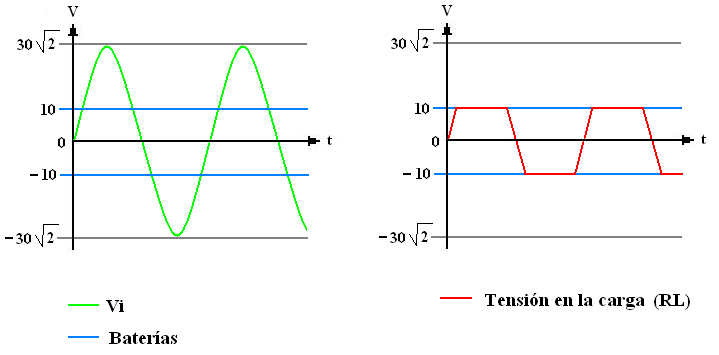 V
30√2
10
0
t
−10
−30√2
Vi
Baterías
V
30√2
10
0
t
−10
−30√2
Tensión en la carga (RL)